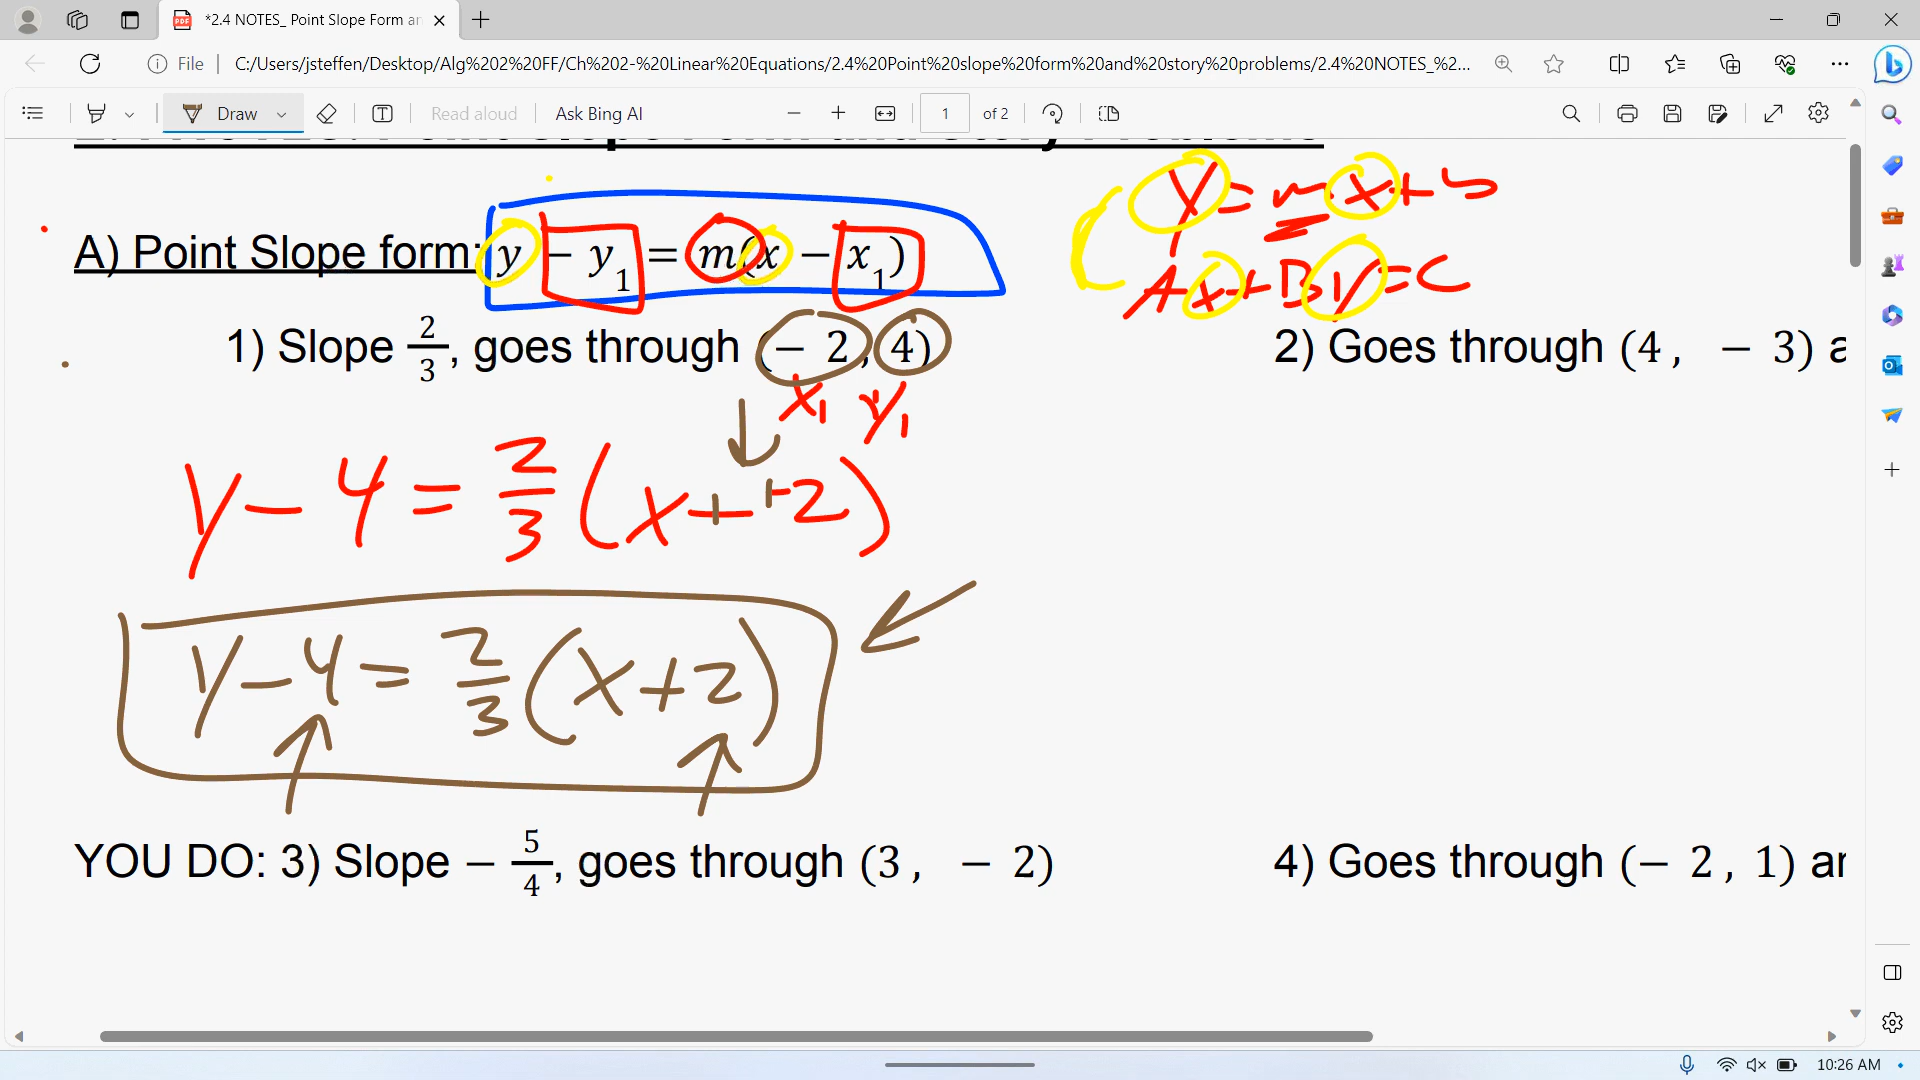 *2.4 NOTES_ Point Slope Form ar
File
C:/Users/jsteffen/Desktop/Alg%202%20FF/Ch%202-%20Linear%20Equations/2.4%20Point%20slope%20form%20and%20story%20problems/2.4%20NOTES_%2...
Draw
Read aloud
Ask Bing AI
1 of 2
y = mx + b
A) Point Slope form: y − y₁ = m(x − x₁)
Ax + By = C
1) Slope 2/3, goes through (− 2, 4)
2) Goes through (4, − 3) a
x₁ y₁
y − 4 = 2/3 (x + +2)
y − 4 = 2/3 (x + 2)
YOU DO: 3) Slope − 5/4, goes through (3, − 2)
4) Goes through (− 2, 1) ar
10:26 AM